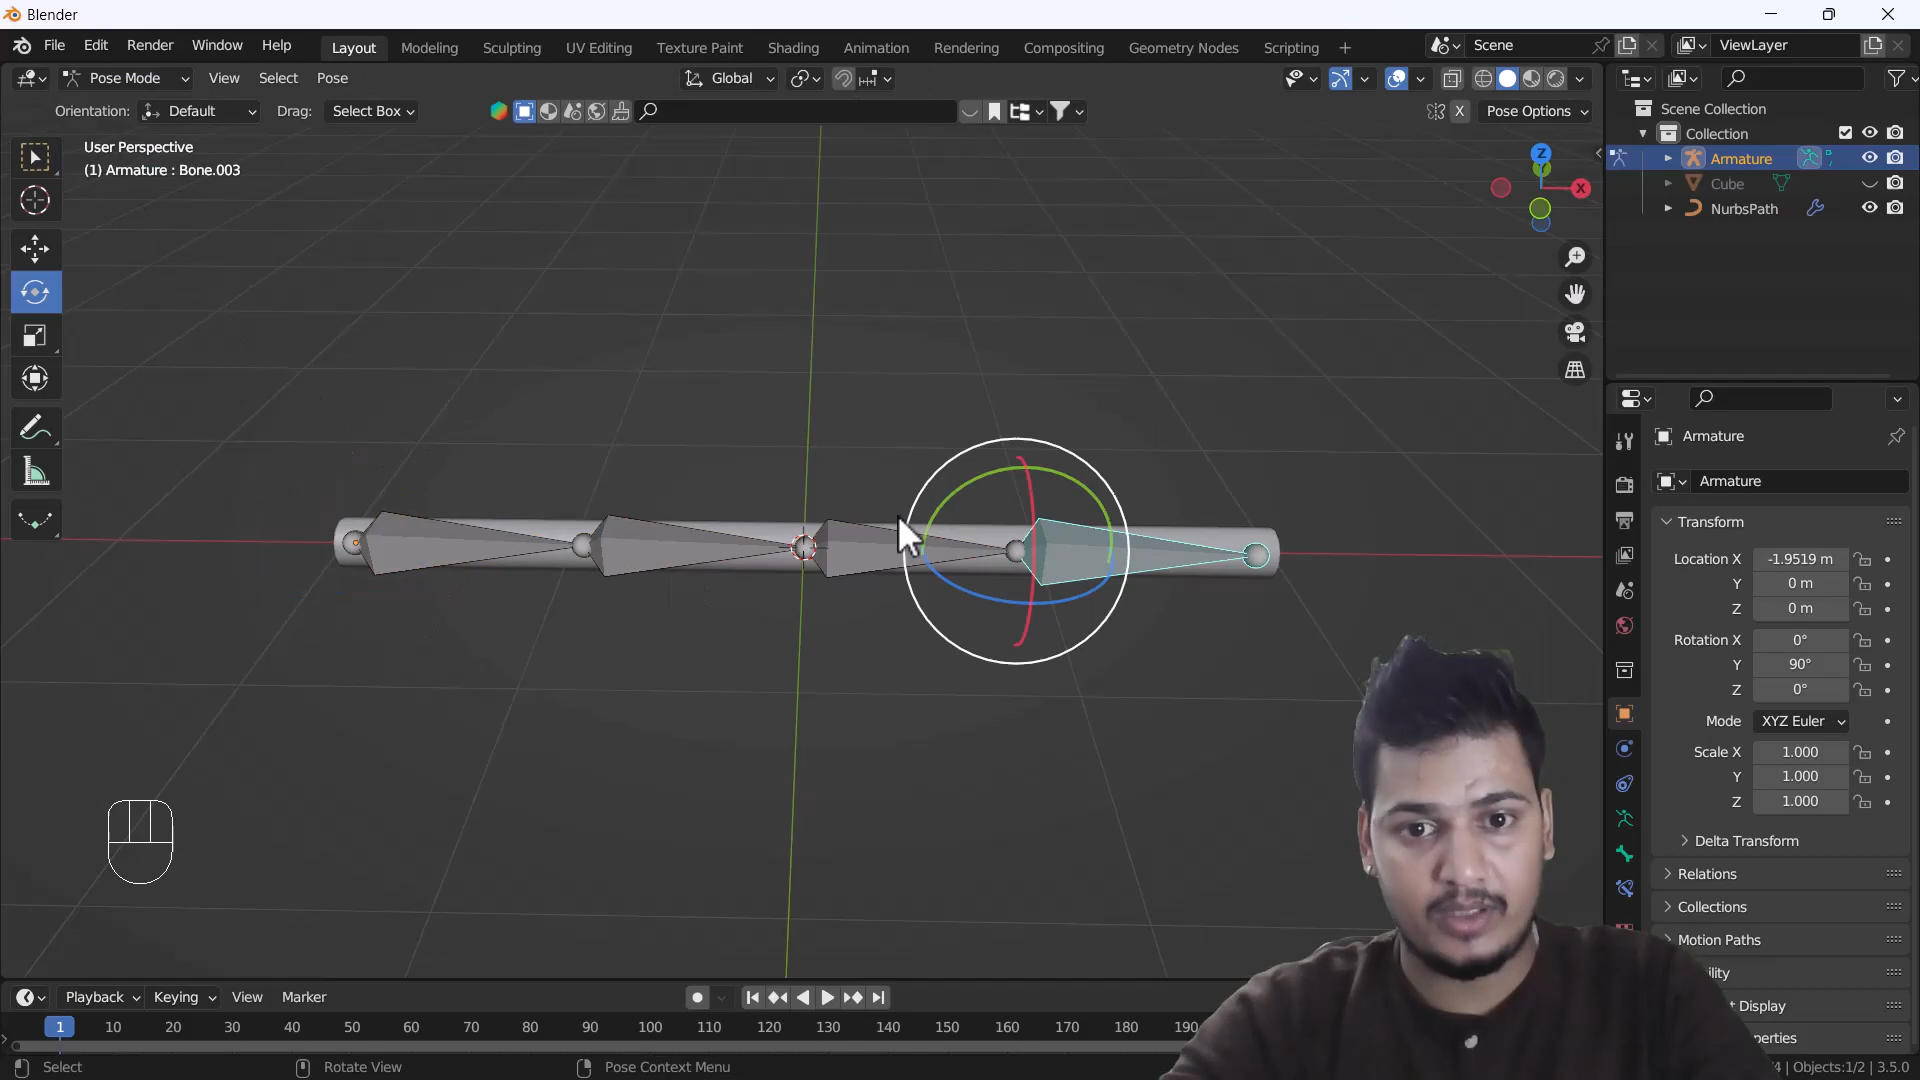 Blender
File Edit Render Window Help Layout Modeling Sculpting UV Editing Texture Paint Shading Animation Rendering Compositing Geometry Nodes Scripting + Scene ViewLayer
Pose Mode View Select Pose Global
Orientation: Default Drag: Select Box X Pose Options
User Perspective
(1) Armature : Bone.003
Z
X
Scene Collection
Collection
Armature
Cube
NurbsPath
Armature
Armature
Transform
Location X -1.9519 m
Y 0 m
Z 0 m
Rotation X 0°
Y 90°
Z 0°
Mode XYZ Euler
Scale X 1.000
Y 1.000
Z 1.000
Delta Transform
Relations
Collections
Motion Paths
ility
t Display
perties
Playback Keying View Marker
1 10 20 30 40 50 60 70 80 90 100 110 120 130 140 150 160 170 180 190
Select Rotate View Pose Context Menu
4 | Objects:1/2 | 3.5.0